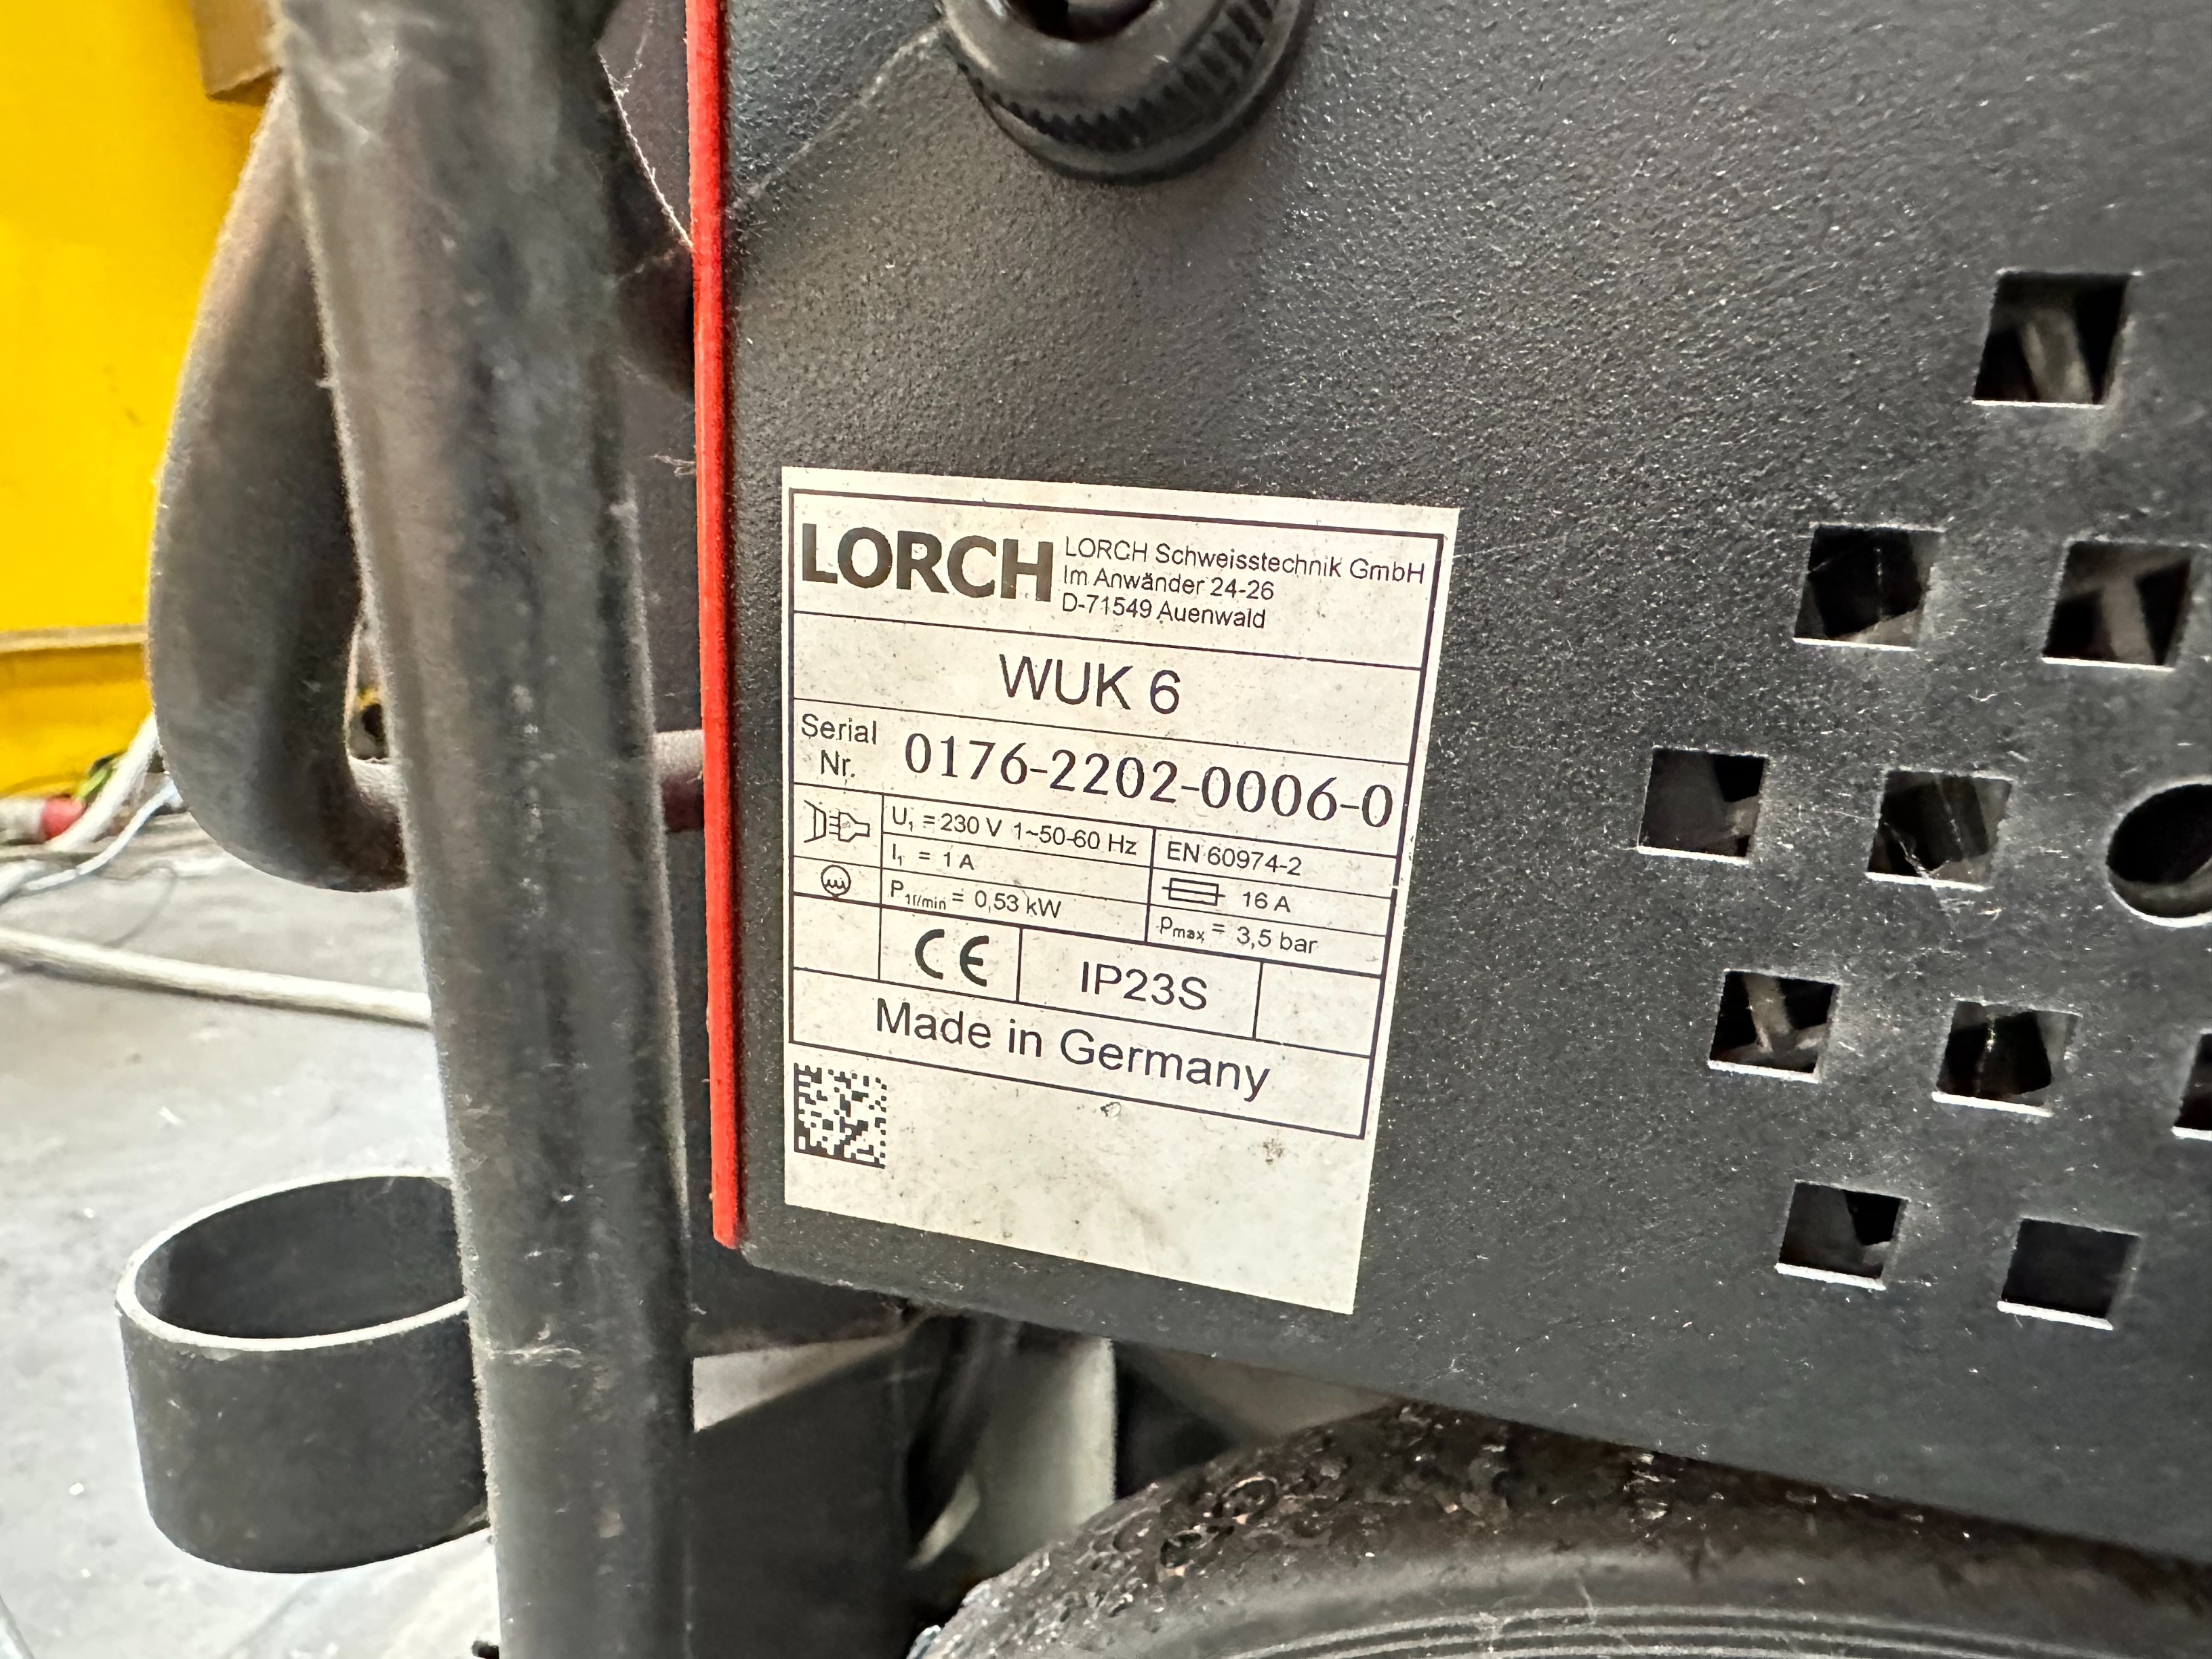 LORCH
LORCH Schweisstechnik GmbH
Im Anwänder 24-26
D-71549 Auenwald
WUK 6
Serial Nr. 0176-2202-0006-0
U₁ = 230 V 1~50-60 Hz
EN 60974-2
I₁ = 1 A
16 A
P1l/min = 0,53 kW
Pmax = 3,5 bar
CE
IP23S
Made in Germany